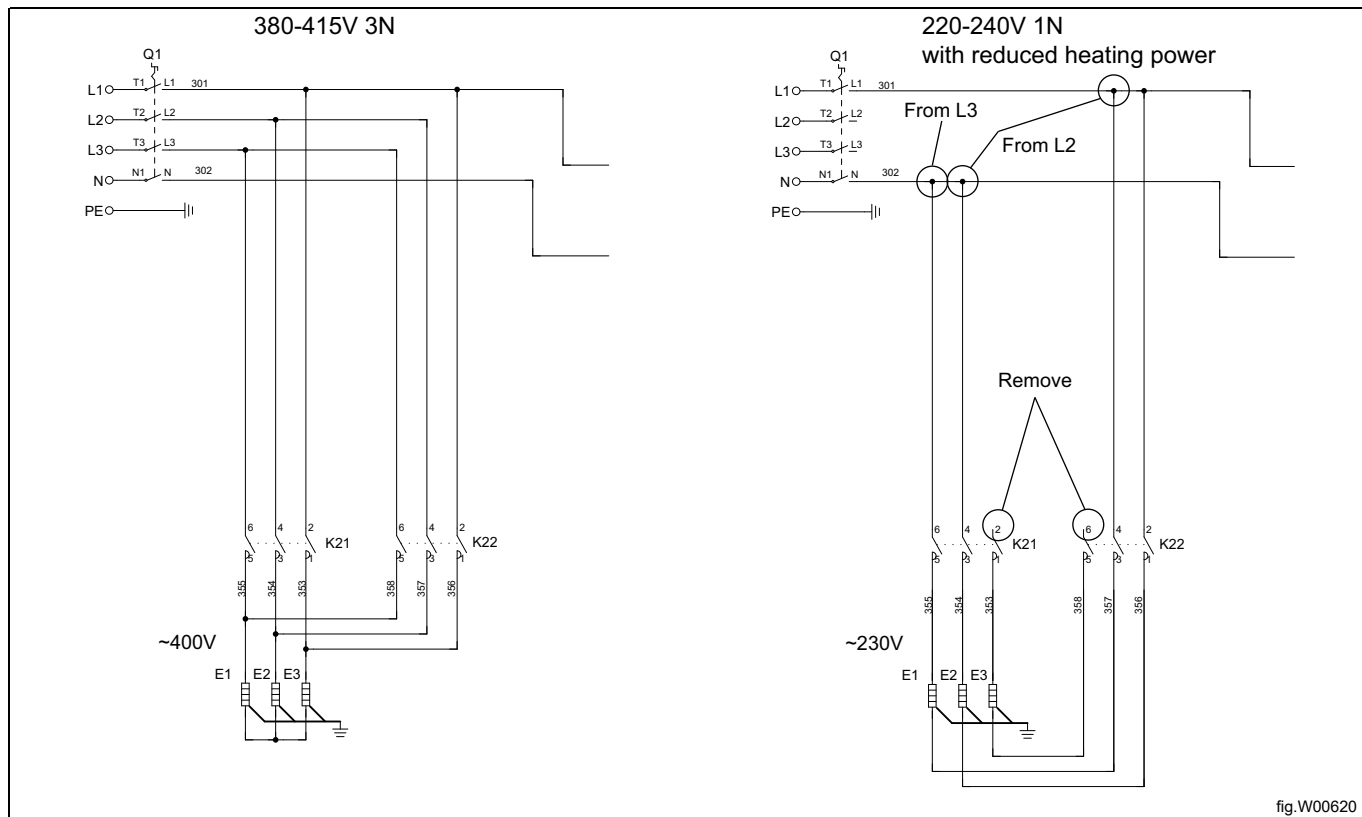 380-415V 3N
Q1
L1 T1 L1 301
L2 T2 L2
L3 T3 L3
N N1 N 302
PE
6 4 2 K21 6 4 2 K22
5 3 1 5 3 1
355 354 353 358 357 356
~400V
E1 E2 E3
220-240V 1N
with reduced heating power
Q1
L1 T1 L1 301
From L3
L2 T2 L2
From L2
L3 T3 L3
N N1 N 302
PE
Remove
6 4 2 K21 6 4 2 K22
5 3 1 5 3 1
355 354 353 358 357 356
~230V
E1 E2 E3
fig.W00620